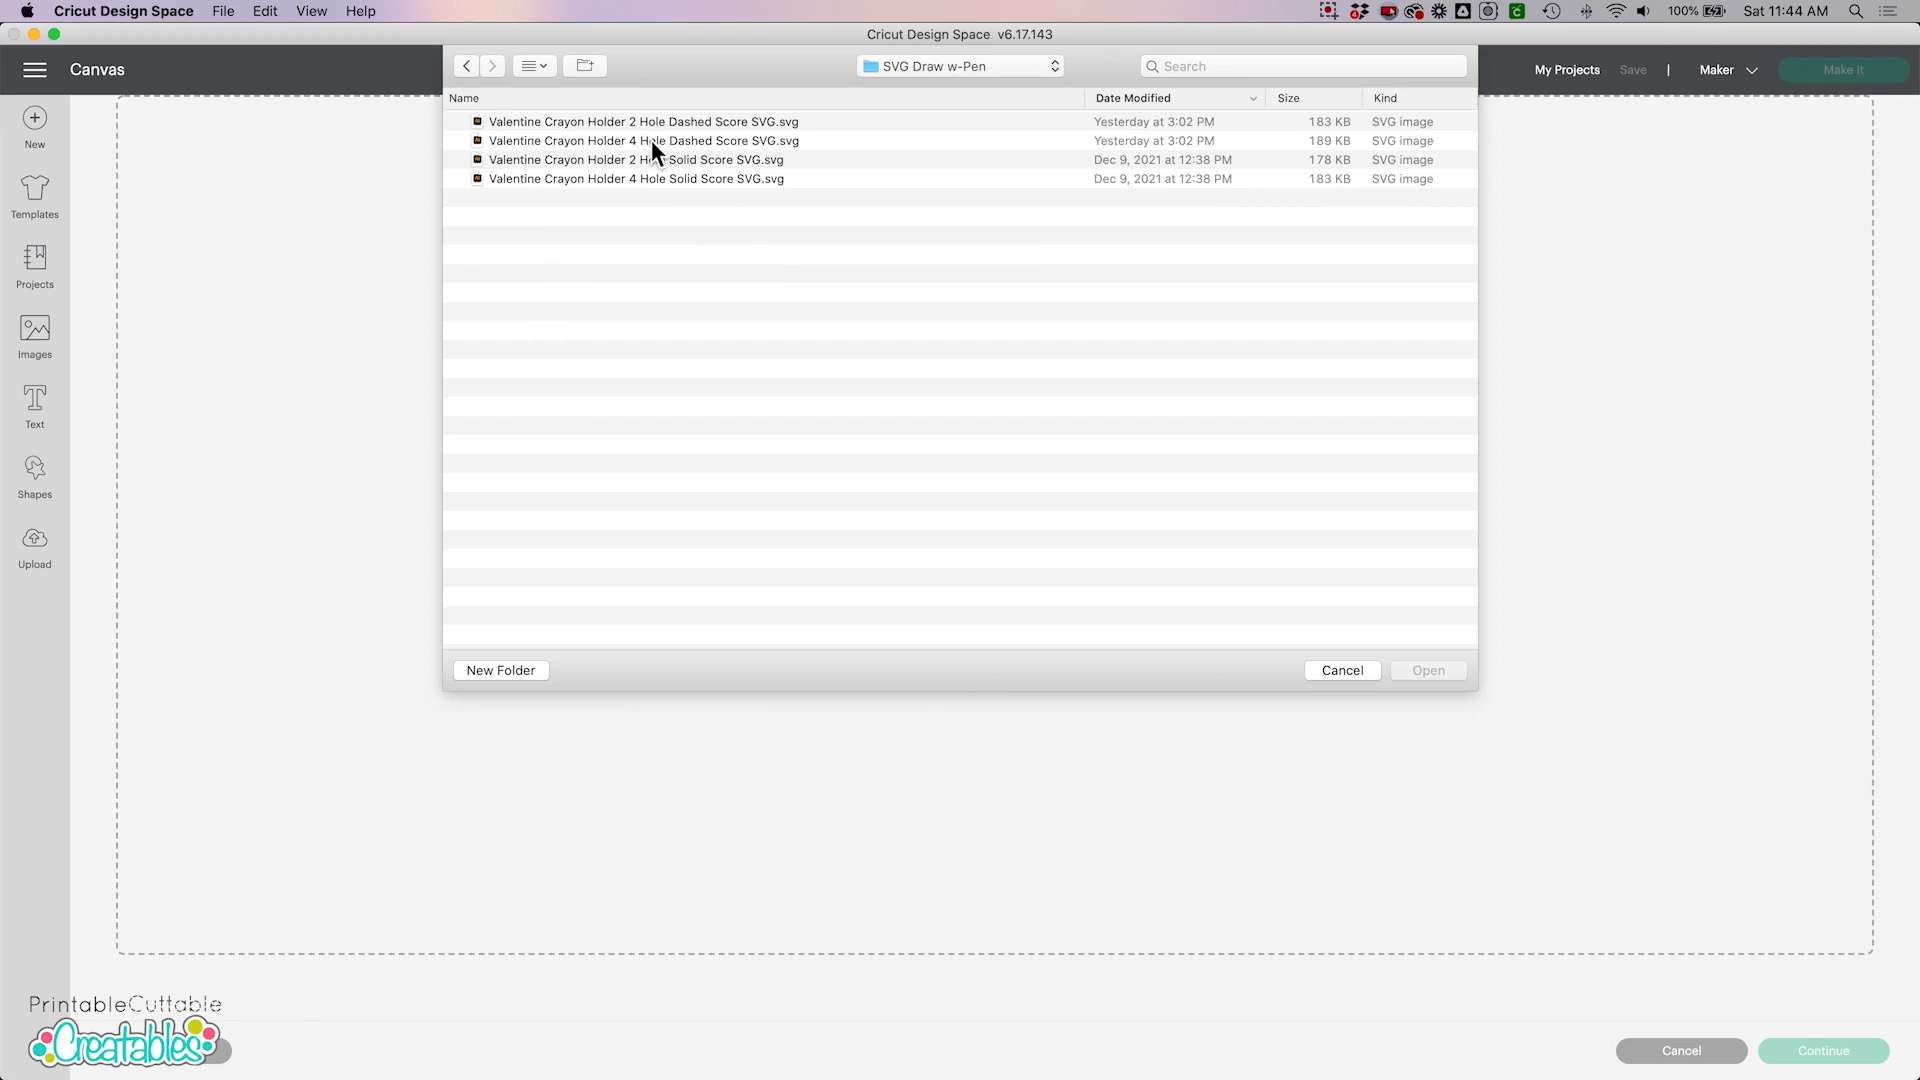 Cricut Design Space File Edit View Help 100% Sat 11:44 AM
Cricut Design Space v6.17.143
Canvas
SVG Draw w-Pen
Search
My Projects Save | Maker Make It
Name Date Modified Size Kind
Valentine Crayon Holder 2 Hole Dashed Score SVG.svg Yesterday at 3:02 PM 183 KB SVG image
Valentine Crayon Holder 4 Hole Dashed Score SVG.svg Yesterday at 3:02 PM 189 KB SVG image
Valentine Crayon Holder 2 Hole Solid Score SVG.svg Dec 9, 2021 at 12:38 PM 178 KB SVG image
Valentine Crayon Holder 4 Hole Solid Score SVG.svg Dec 9, 2021 at 12:38 PM 183 KB SVG image
New
Templates
Projects
Images
Text
Shapes
Upload
New Folder Cancel Open
PrintableCuttable
Creatables
Cancel Continue